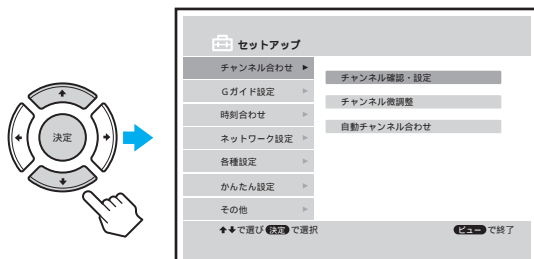 セットアップ
チャンネル合わせ
Gガイド設定
時刻合わせ
ネットワーク設定
各種設定
かんたん設定
その他
チャンネル確認・設定
チャンネル微調整
自動チャンネル合わせ
決定
で選び 決定 で選択
ビュー で終了